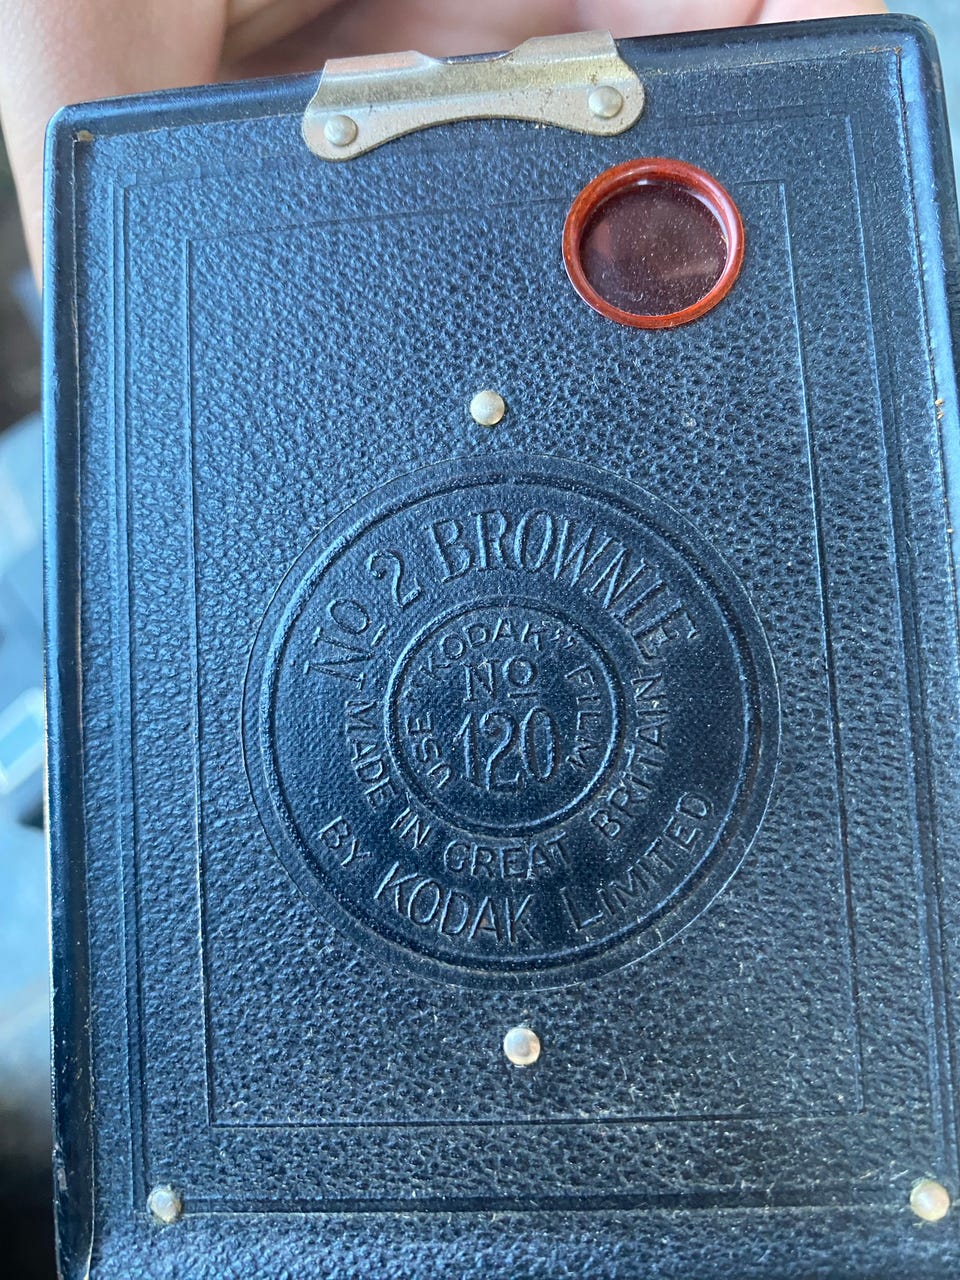 No 2 BROWNIE
MADE IN GREAT BRITAIN
BY KODAK LIMITED
USE "KODAK" FILM
No
120